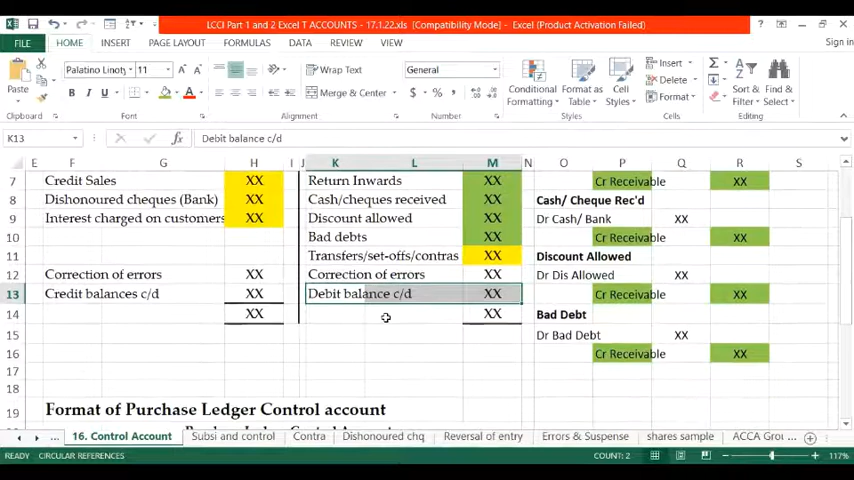 LCCI Part 1 and 2 Excel T ACCOUNTS - 17.1.22.xls [Compatibility Mode] - Excel (Product Activation Failed)
FILE HOME INSERT PAGE LAYOUT FORMULAS DATA REVIEW VIEW Sign in
Paste
Palatino Linoty 11
B I U
Wrap Text
Merge & Center
General
Conditional Formatting
Format as Table
Cell Styles
Insert
Delete
Format
Sort & Filter
Find & Select
Clipboard Font Alignment Number Styles Cells Editing
K13 fx Debit balance c/d
E F G H I J K L M N O P Q R S
7 Credit Sales XX Return Inwards XX Cr Receivable XX
8 Dishonoured cheques (Bank) XX Cash/cheques received XX Cash/ Cheque Rec'd
9 Interest charged on customers XX Discount allowed XX Dr Cash/ Bank XX
10 Bad debts XX Cr Receivable XX
11 Transfers/set-offs/contras XX Discount Allowed
12 Correction of errors XX Correction of errors XX Dr Dis Allowed XX
13 Credit balances c/d XX Debit balance c/d XX Cr Receivable XX
14 XX XX Bad Debt
15 Dr Bad Debt XX
16 Cr Receivable XX
17
18
19 Format of Purchase Ledger Control account
16. Control Account Subsi and control Contra Dishonoured chq Reversal of entry Errors & Suspense shares sample ACCA Grou ...
READY CIRCULAR REFERENCES COUNT: 2 117%